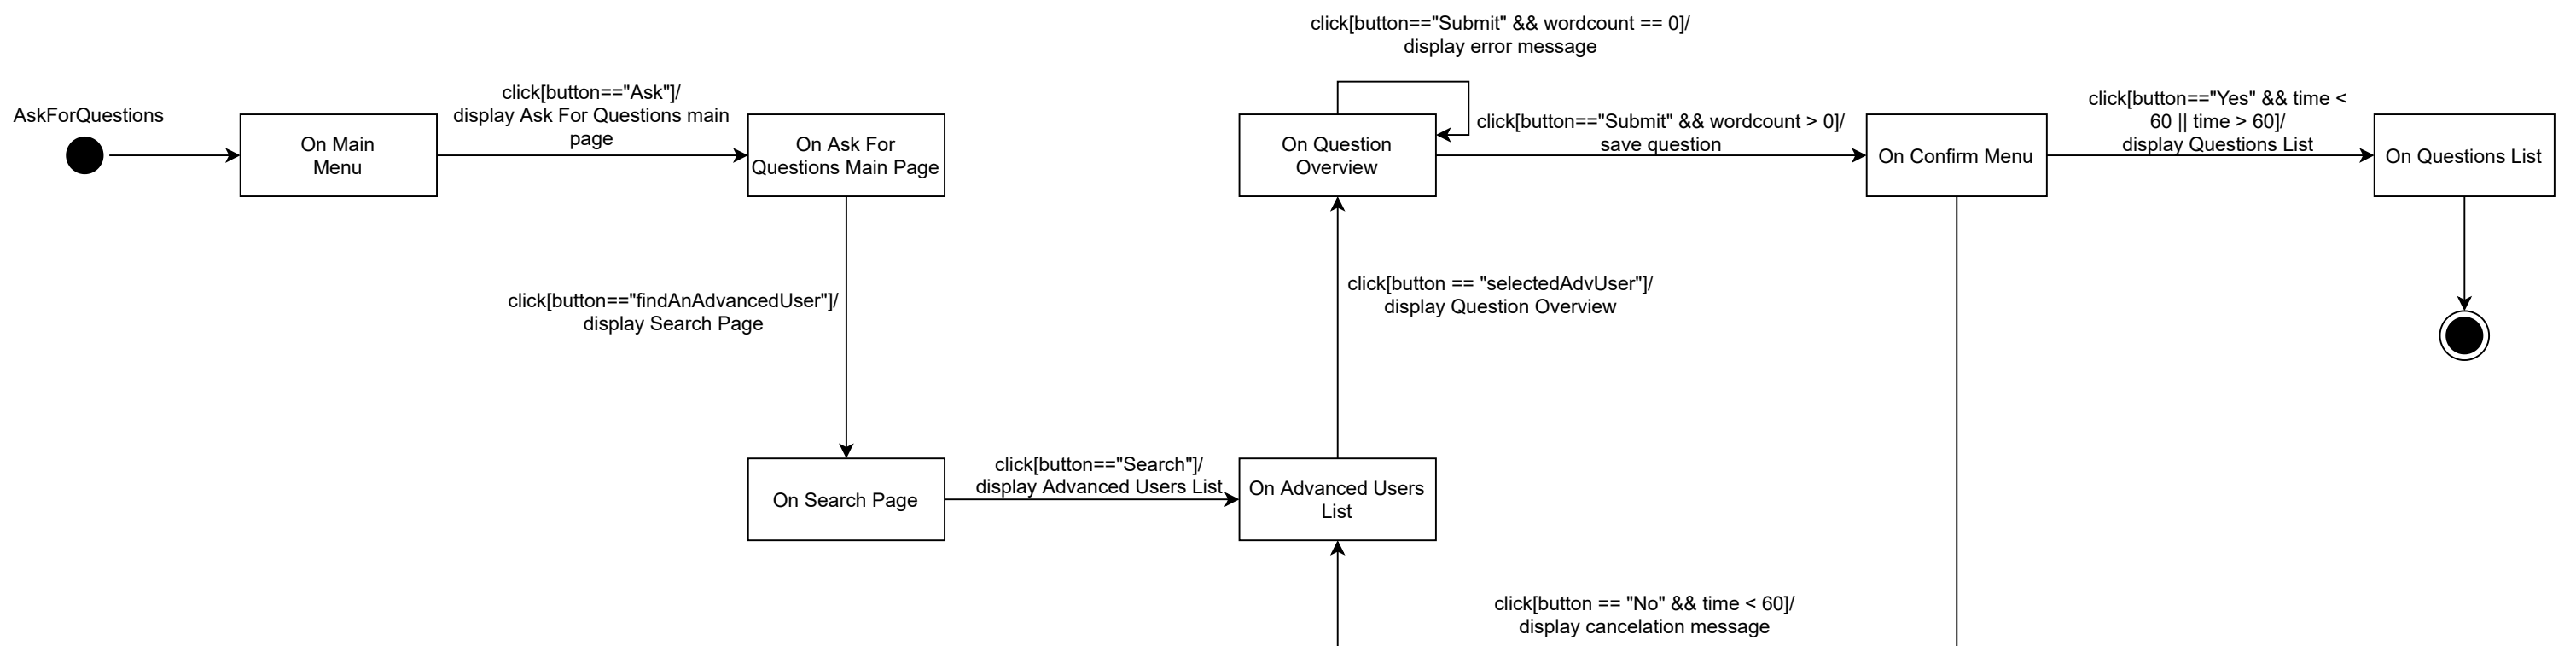 AskForQuestions
On Main
Menu
click[button=="Ask"]/
display Ask For Questions main
page
On Ask For
Questions Main Page
click[button=="findAnAdvancedUser"]/
display Search Page
On Search Page
click[button=="Search"]/
display Advanced Users List
On Advanced Users
List
click[button == "selectedAdvUser"]/
display Question Overview
On Question
Overview
click[button=="Submit" && wordcount == 0]/
display error message
click[button=="Submit" && wordcount > 0]/
save question
On Confirm Menu
click[button=="Yes" && time <
60 || time > 60]/
display Questions List
On Questions List
click[button == "No" && time < 60]/
display cancelation message